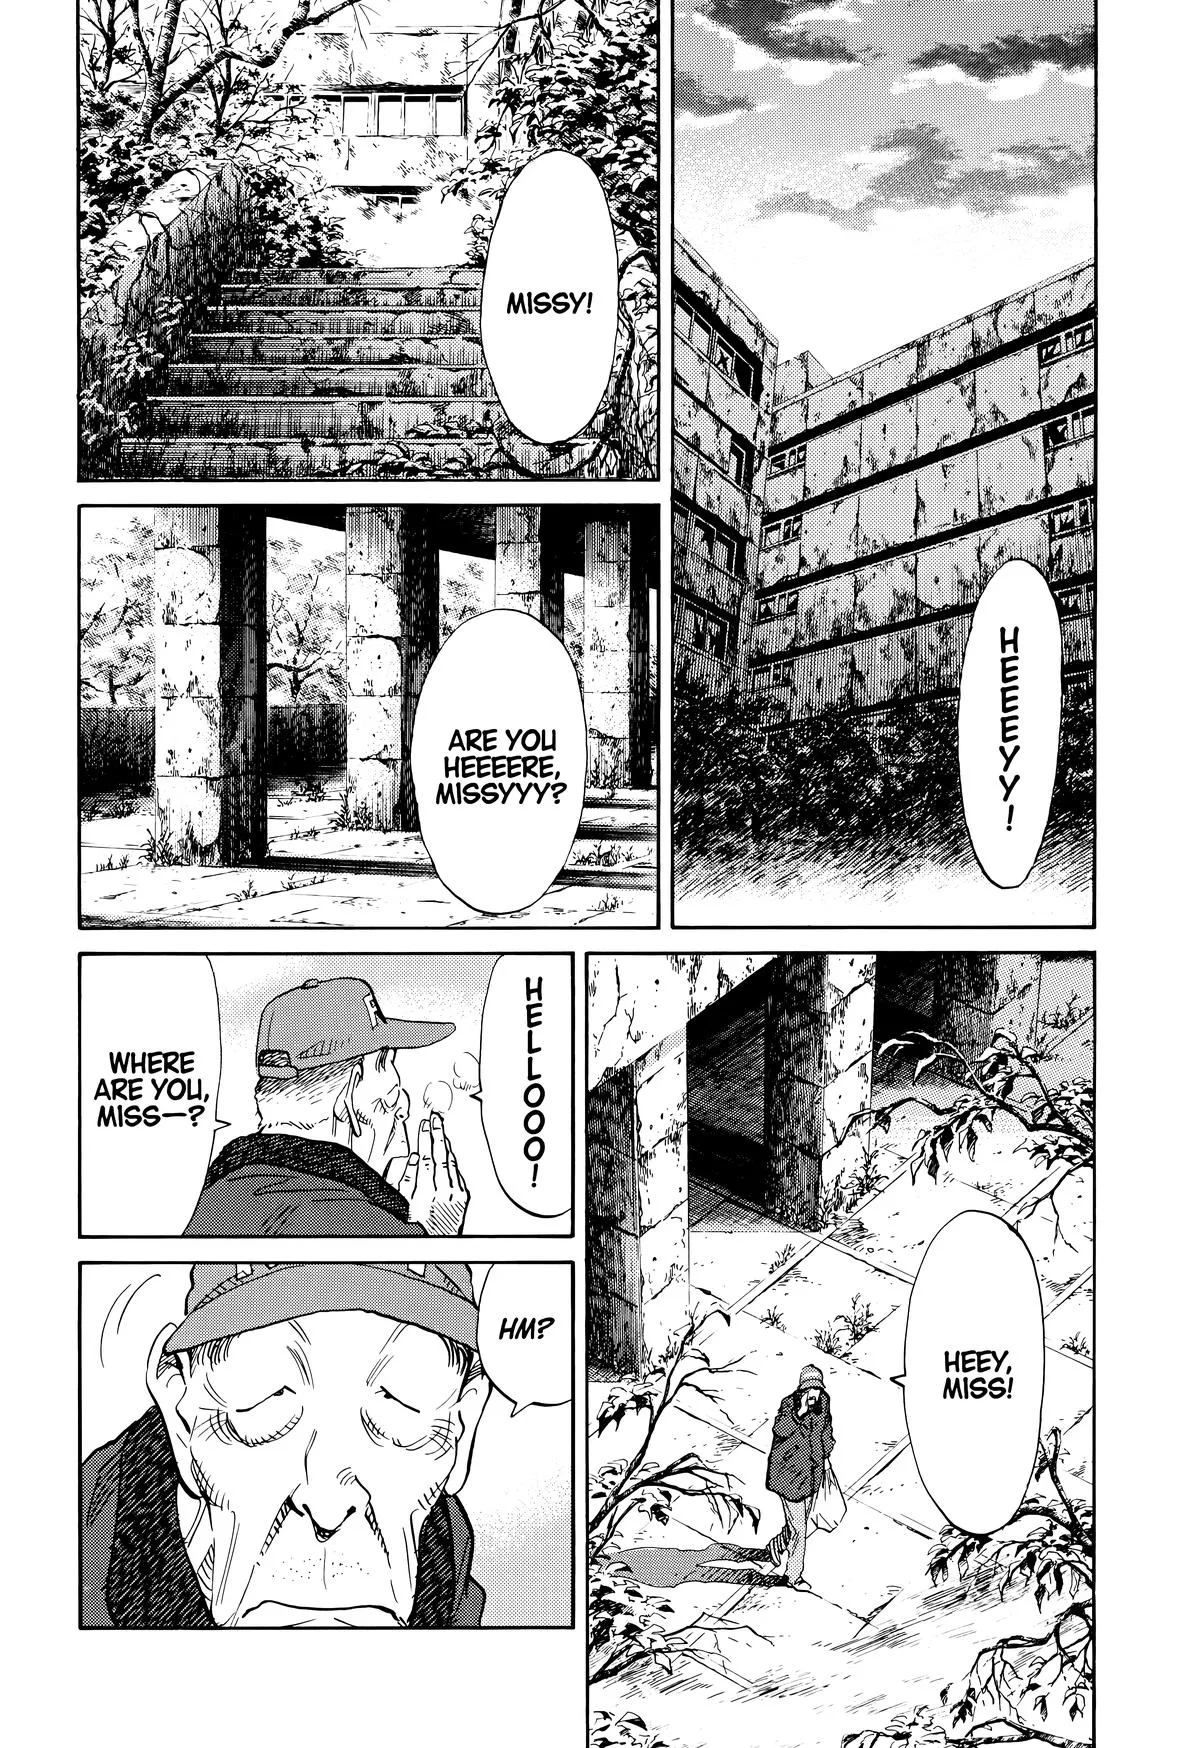 HEEEYY!
MISSY!
ARE YOU
HEEEERE,
MISSYYY?
HEEY,
MISS!
HELLOOO!
WHERE
ARE YOU,
MISS—?
HM?